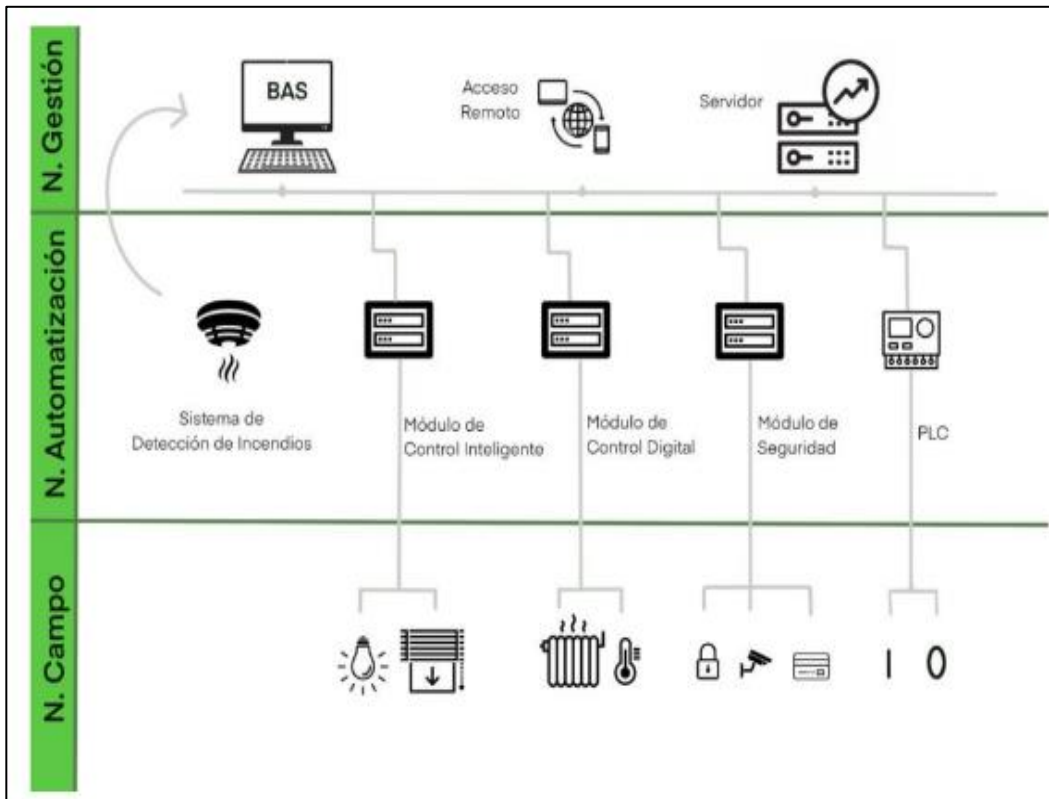 N. Gestión
BAS
Acceso
Remoto
Servidor
N. Automatización
Sistema de
Detección de Incendios
Módulo de
Control Inteligente
Módulo de
Control Digital
Módulo de
Seguridad
PLC
N. Campo
I O